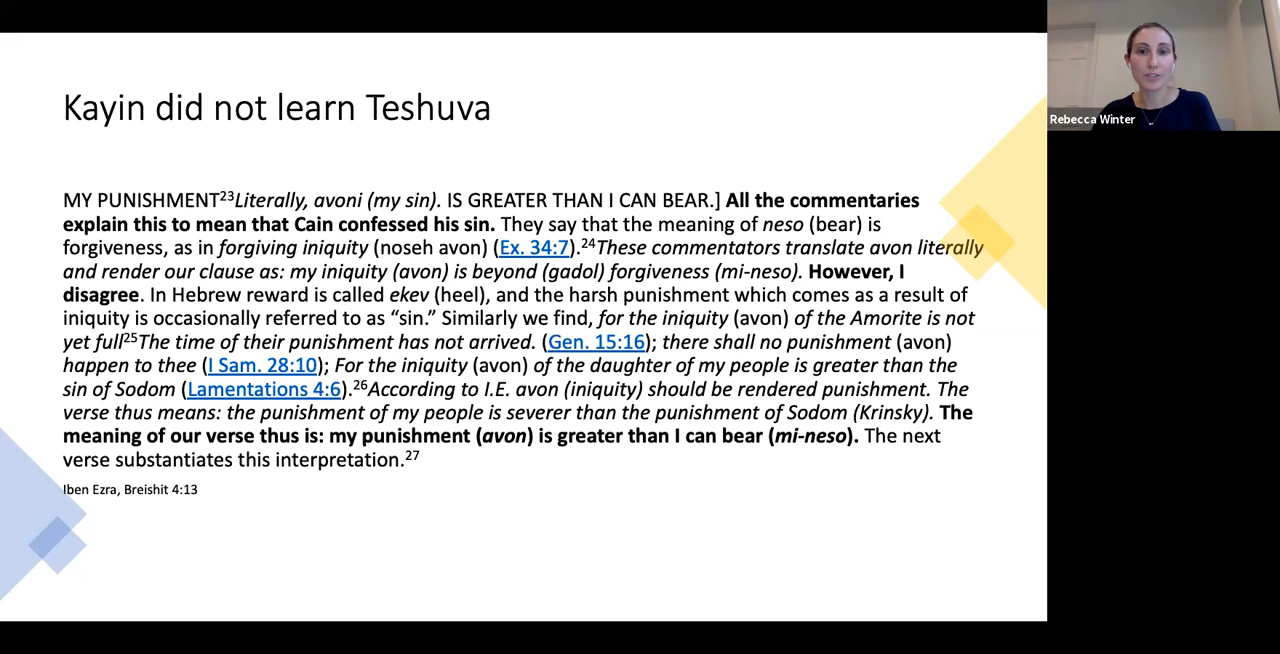 Kayin did not learn Teshuva
MY PUNISHMENT23Literally, avoni (my sin). IS GREATER THAN I CAN BEAR.] All the commentaries
explain this to mean that Cain confessed his sin. They say that the meaning of neso (bear) is
forgiveness, as in forgiving iniquity (noseh avon) (Ex. 34:7).24These commentators translate avon literally
and render our clause as: my iniquity (avon) is beyond (gadol) forgiveness (mi-neso). However, I
disagree. In Hebrew reward is called ekev (heel), and the harsh punishment which comes as a result of
iniquity is occasionally referred to as “sin.” Similarly we find, for the iniquity (avon) of the Amorite is not
yet full25The time of their punishment has not arrived. (Gen. 15:16); there shall no punishment (avon)
happen to thee (I Sam. 28:10); For the iniquity (avon) of the daughter of my people is greater than the
sin of Sodom (Lamentations 4:6).26According to I.E. avon (iniquity) should be rendered punishment. The
verse thus means: the punishment of my people is severer than the punishment of Sodom (Krinsky). The
meaning of our verse thus is: my punishment (avon) is greater than I can bear (mi-neso). The next
verse substantiates this interpretation.27
Iben Ezra, Breishit 4:13
Rebecca Winter